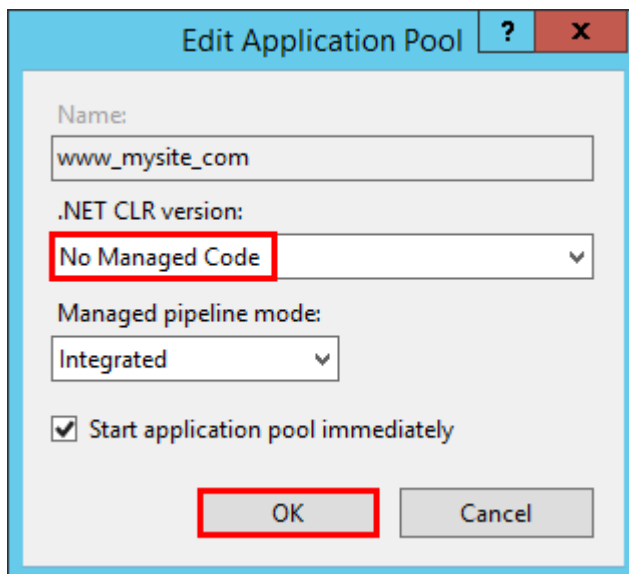 Edit Application Pool ? x
Name:
www_mysite_com
.NET CLR version:
No Managed Code
Managed pipeline mode:
Integrated
Start application pool immediately
OK Cancel